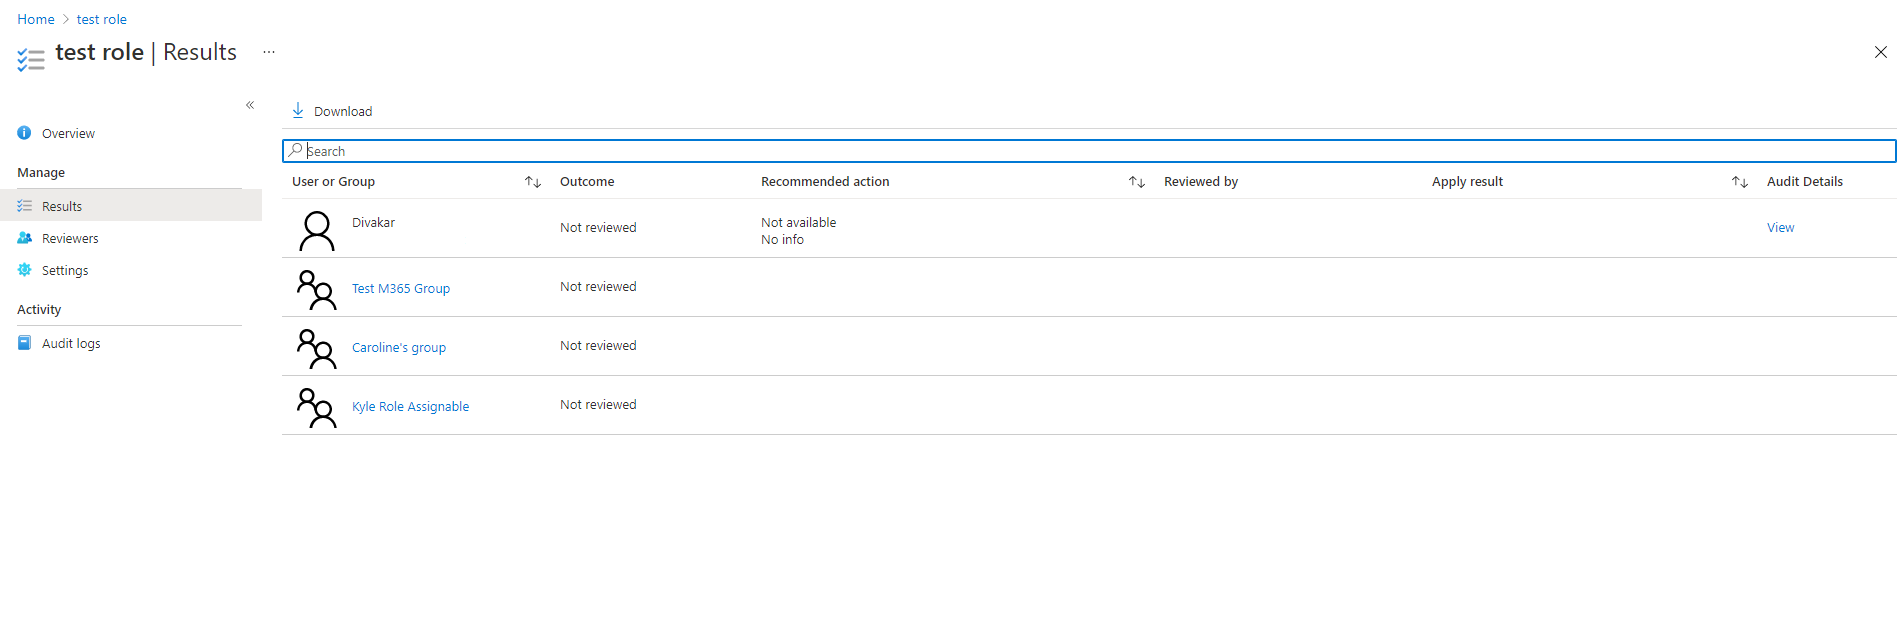 Home > test role
test role | Results ...
«
Overview
Manage
Results
Reviewers
Settings
Activity
Audit logs
Download
Search
User or Group Outcome Recommended action Reviewed by Apply result Audit Details
Divakar Not reviewed Not available View
No info
Test M365 Group Not reviewed
Caroline's group Not reviewed
Kyle Role Assignable Not reviewed